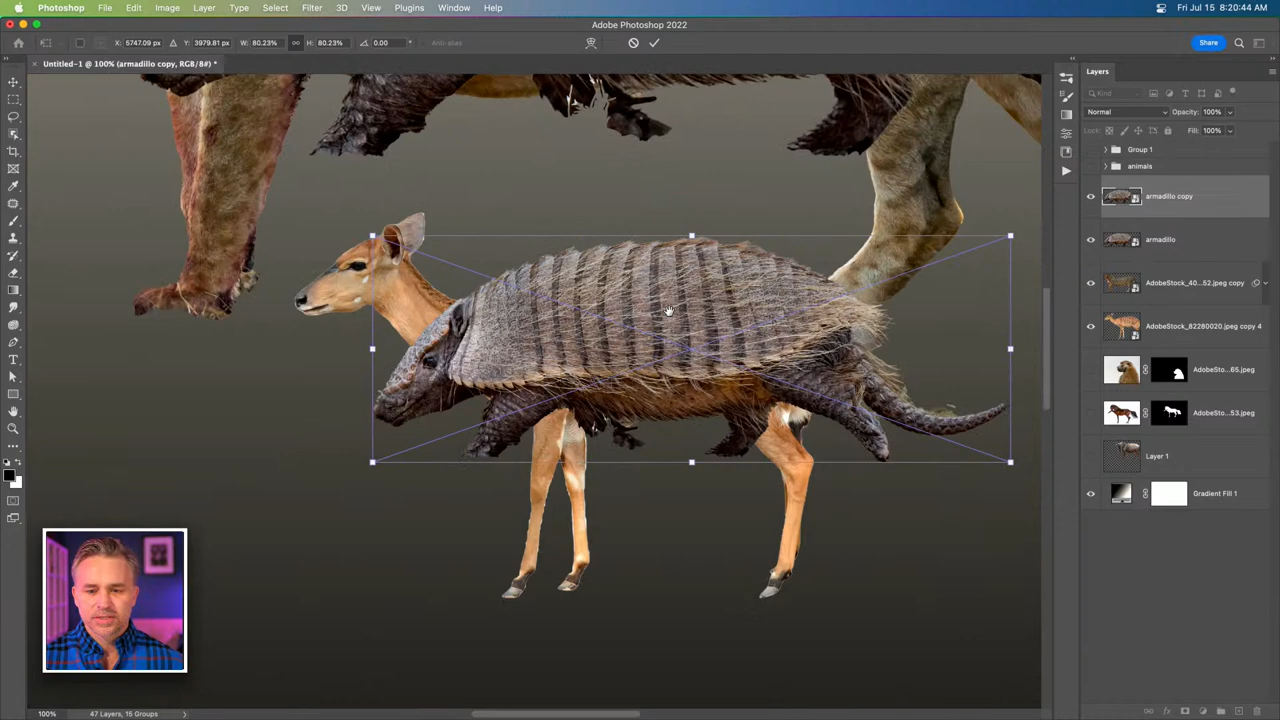 Photoshop File Edit Image Layer Type Select Filter 3D View Plugins Window Help Fri Jul 15 8:20:44 AM
Adobe Photoshop 2022
X: 5747.09 px Y: 3979.81 px W: 80.23% H: 80.23% 0.00 ° Anti-alias Share
Untitled-1 @ 100% (armadillo copy, RGB/8#) *
Layers
Kind
Normal Opacity: 100%
Lock: Fill: 100%
Group 1
animals
armadillo copy
armadillo
AdobeStock_40...52.jpeg copy
AdobeStock_82280020.jpeg copy 4
AdobeSto...65.jpeg
AdobeSto...53.jpeg
Layer 1
Gradient Fill 1
100% 47 Layers, 15 Groups